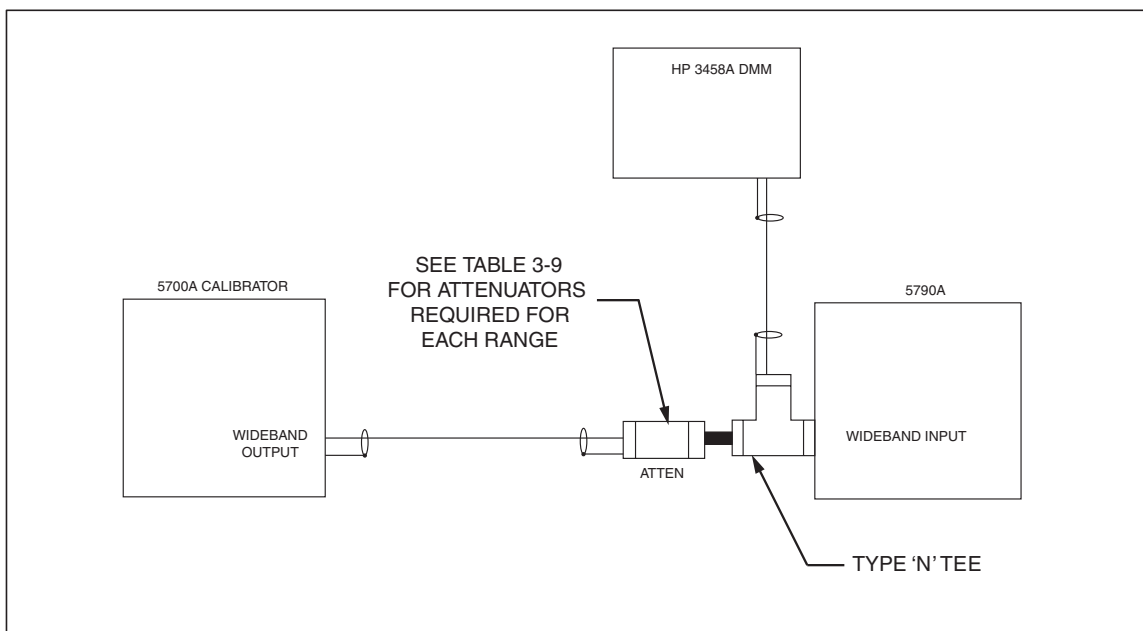 HP 3458A DMM
SEE TABLE 3-9
FOR ATTENUATORS
REQUIRED FOR
EACH RANGE
5700A CALIBRATOR
5790A
WIDEBAND
OUTPUT
ATTEN
WIDEBAND INPUT
TYPE ‘N’ TEE